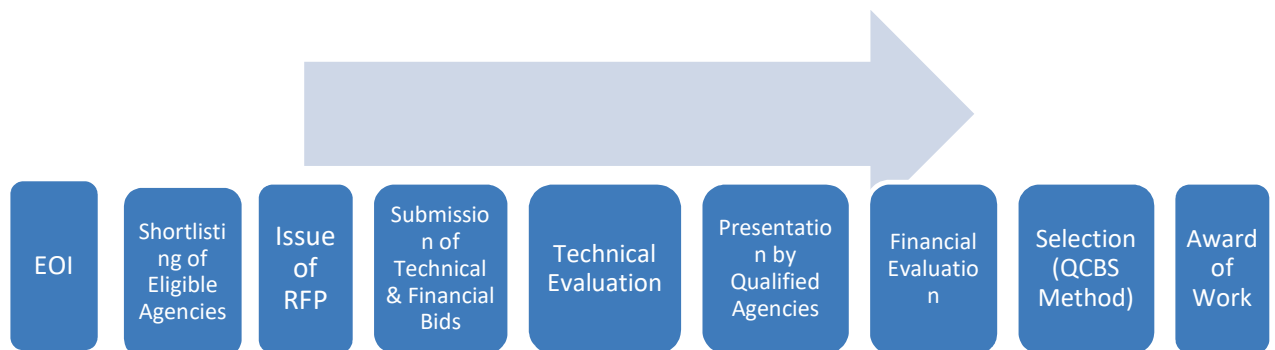 EOI
Shortlisti
ng of
Eligible
Agencies
Issue
of
RFP
Submissio
n of
Technical
& Financial
Bids
Technical
Evaluation
Presentatio
n by
Qualified
Agencies
Financial
Evaluatio
n
Selection
(QCBS
Method)
Award
of
Work